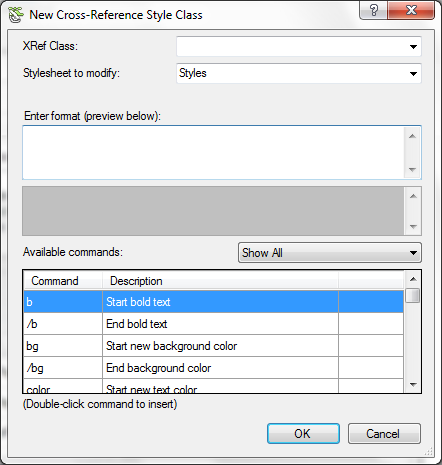 New Cross-Reference Style Class
XRef Class:
Stylesheet to modify: Styles
Enter format (preview below):
Available commands: Show All
Command Description
b Start bold text
/b End bold text
bg Start new background color
/bg End background color
color Start new text color
(Double-click command to insert)
OK Cancel